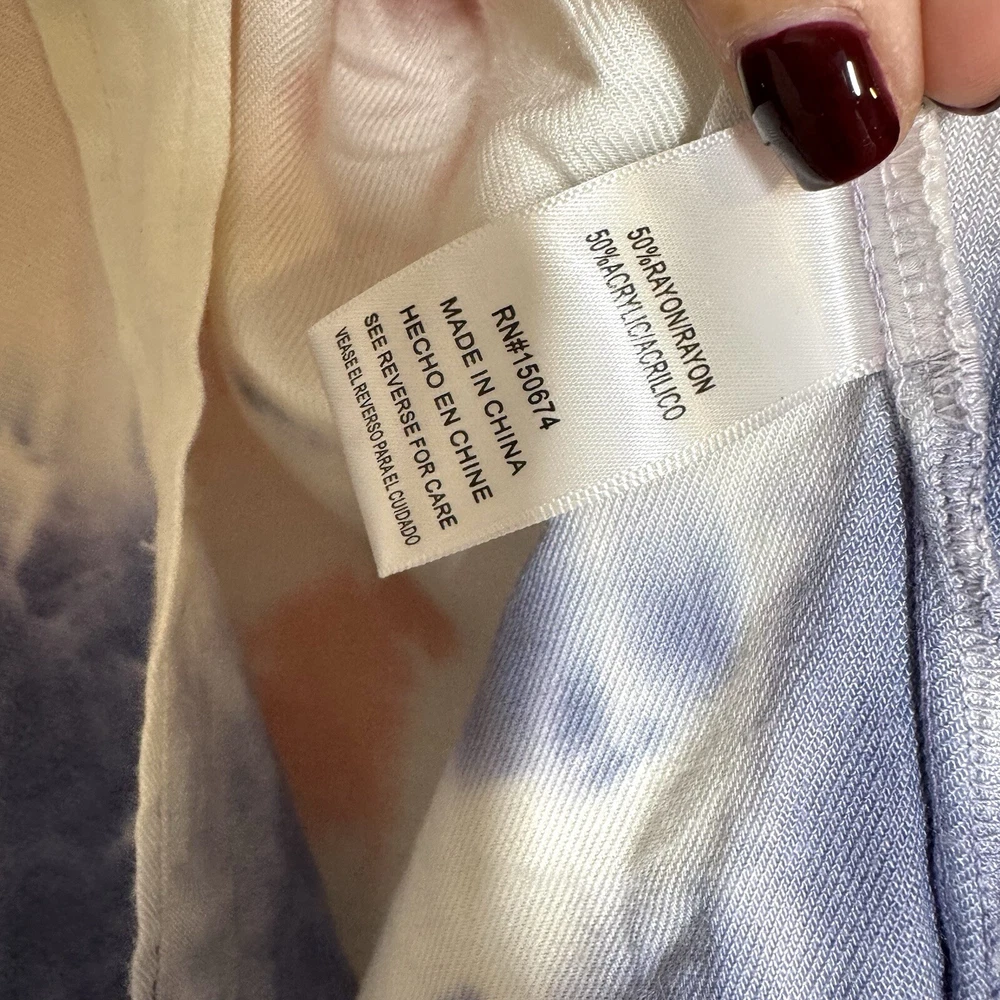 50%RAYON/RAYON
50%ACRYLIC/ACRILICO
RN#150674
MADE IN CHINA
HECHO EN CHINE
SEE REVERSE FOR CARE
VEASE EL REVERSO PARA EL CUIDADO